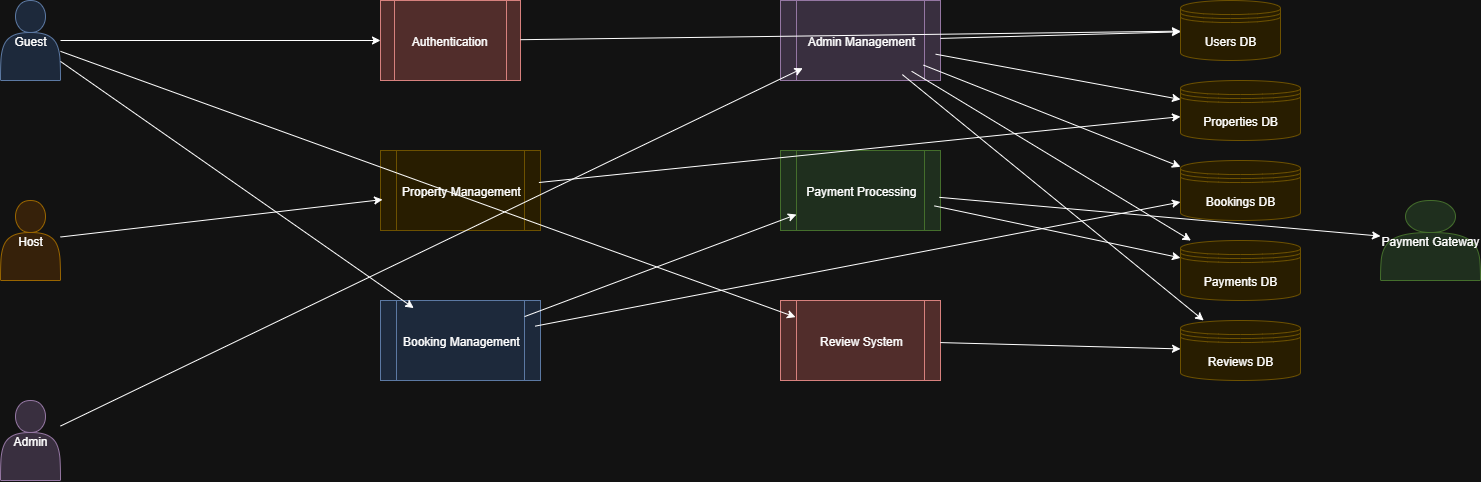 Guest
Authentication
Admin Management
Users DB
Properties DB
Host
Property Management
Payment Processing
Bookings DB
Payment Gateway
Payments DB
Booking Management
Review System
Reviews DB
Admin